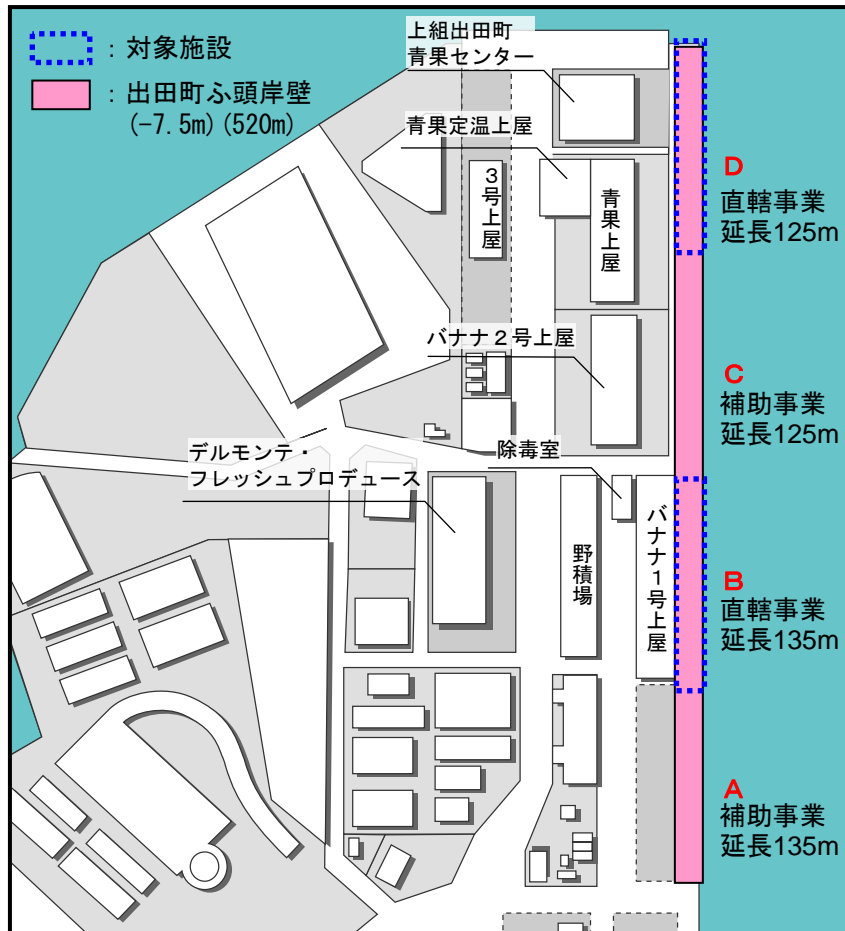 ：対象施設
：出田町ふ頭岸壁
(-7.5m) (520m)
上組出田町
青果センター
青果定温上屋
３号上屋
青果上屋
バナナ２号上屋
デルモンテ・
フレッシュプロデュース
除毒室
野積場
バナナ１号上屋
D
直轄事業
延長125m
C
補助事業
延長125m
B
直轄事業
延長135m
A
補助事業
延長135m